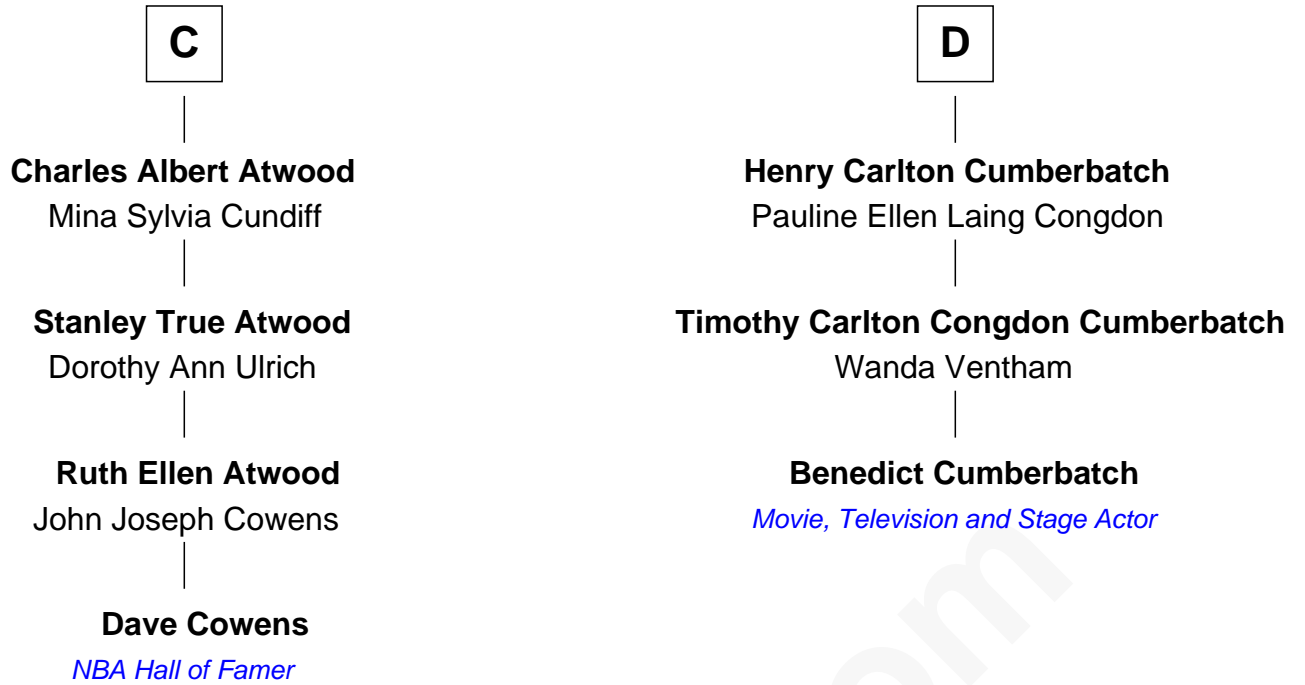 C
Charles Albert Atwood
Mina Sylvia Cundiff
Stanley True Atwood
Dorothy Ann Ulrich
Ruth Ellen Atwood
John Joseph Cowens
Dave Cowens
NBA Hall of Famer
D
Henry Carlton Cumberbatch
Pauline Ellen Laing Congdon
Timothy Carlton Congdon Cumberbatch
Wanda Ventham
Benedict Cumberbatch
Movie, Television and Stage Actor
om